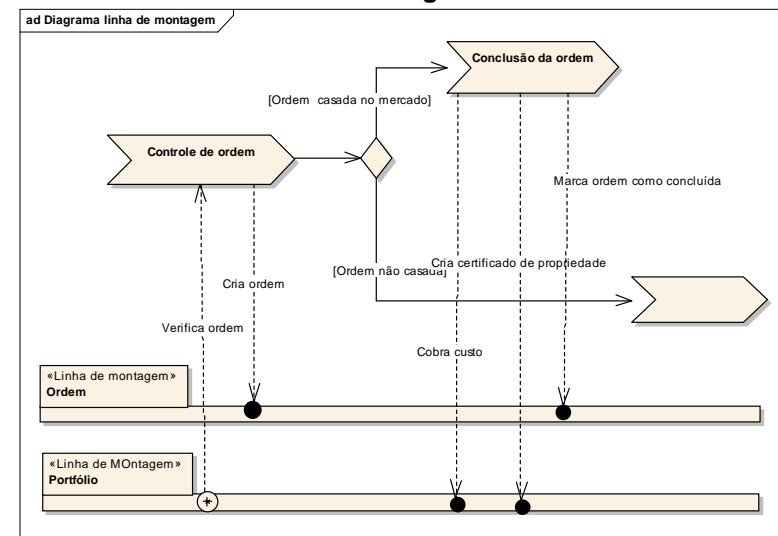 ad Diagrama linha de montagem
Conclusão da ordem
[Ordem  casada no mercado]
Controle de ordem
Marca ordem como concluída
[Ordem não casada]
Cria certificado de propriedade
Cria ordem
Verifica ordem
Cobra custo
«Linha de montagem»
Ordem
«Linha de MOntagem»
Portfólio